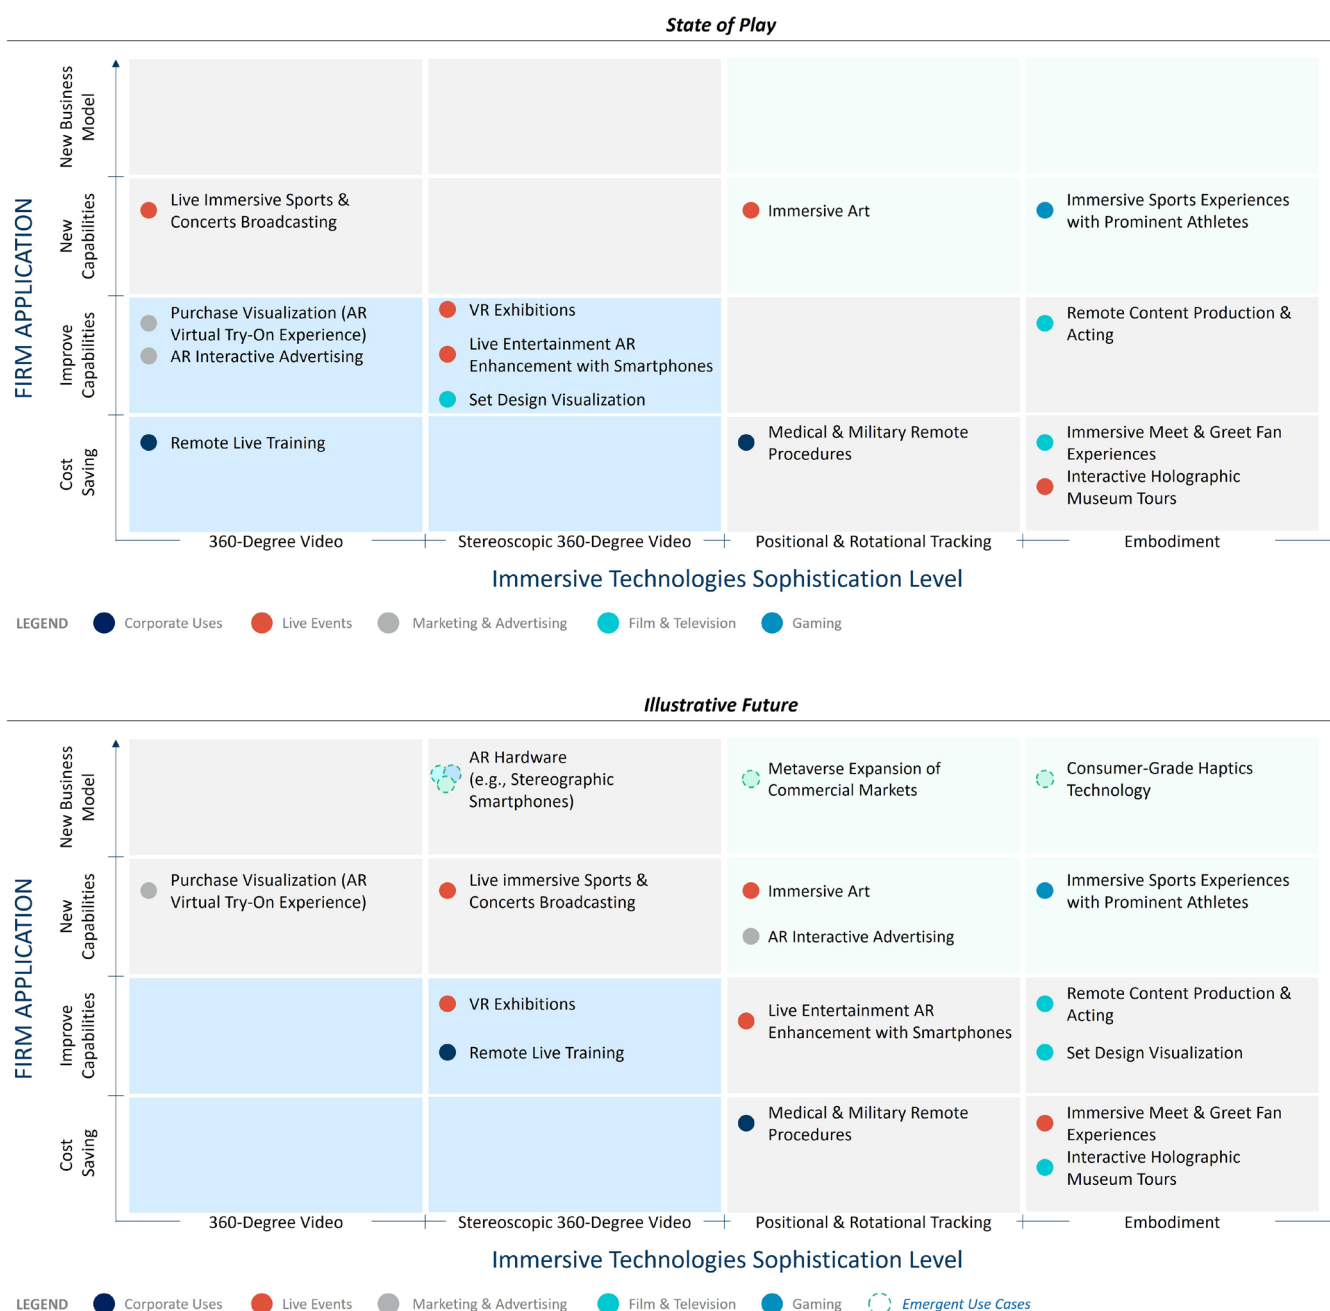 State of Play
FIRM APPLICATION
New Business
Model
New
Capabilities
Live Immersive Sports &
Concerts Broadcasting
Immersive Art
Immersive Sports Experiences
with Prominent Athletes
Improve
Capabilities
Purchase Visualization (AR
Virtual Try-On Experience)
AR Interactive Advertising
VR Exhibitions
Live Entertainment AR
Enhancement with Smartphones
Set Design Visualization
Remote Content Production &
Acting
Cost
Saving
Remote Live Training
Medical & Military Remote
Procedures
Immersive Meet & Greet Fan
Experiences
Interactive Holographic
Museum Tours
360-Degree Video
Stereoscopic 360-Degree Video
Positional & Rotational Tracking
Embodiment
Immersive Technologies Sophistication Level
LEGEND Corporate Uses Live Events Marketing & Advertising Film & Television Gaming
Illustrative Future
FIRM APPLICATION
New Business
Model
AR Hardware
(e.g., Stereographic
Smartphones)
Metaverse Expansion of
Commercial Markets
Consumer-Grade Haptics
Technology
New
Capabilities
Purchase Visualization (AR
Virtual Try-On Experience)
Live immersive Sports &
Concerts Broadcasting
Immersive Art
AR Interactive Advertising
Immersive Sports Experiences
with Prominent Athletes
Improve
Capabilities
VR Exhibitions
Remote Live Training
Live Entertainment AR
Enhancement with Smartphones
Remote Content Production &
Acting
Set Design Visualization
Cost
Saving
Medical & Military Remote
Procedures
Immersive Meet & Greet Fan
Experiences
Interactive Holographic
Museum Tours
360-Degree Video
Stereoscopic 360-Degree Video
Positional & Rotational Tracking
Embodiment
Immersive Technologies Sophistication Level
LEGEND Corporate Uses Live Events Marketing & Advertising Film & Television Gaming Emergent Use Cases